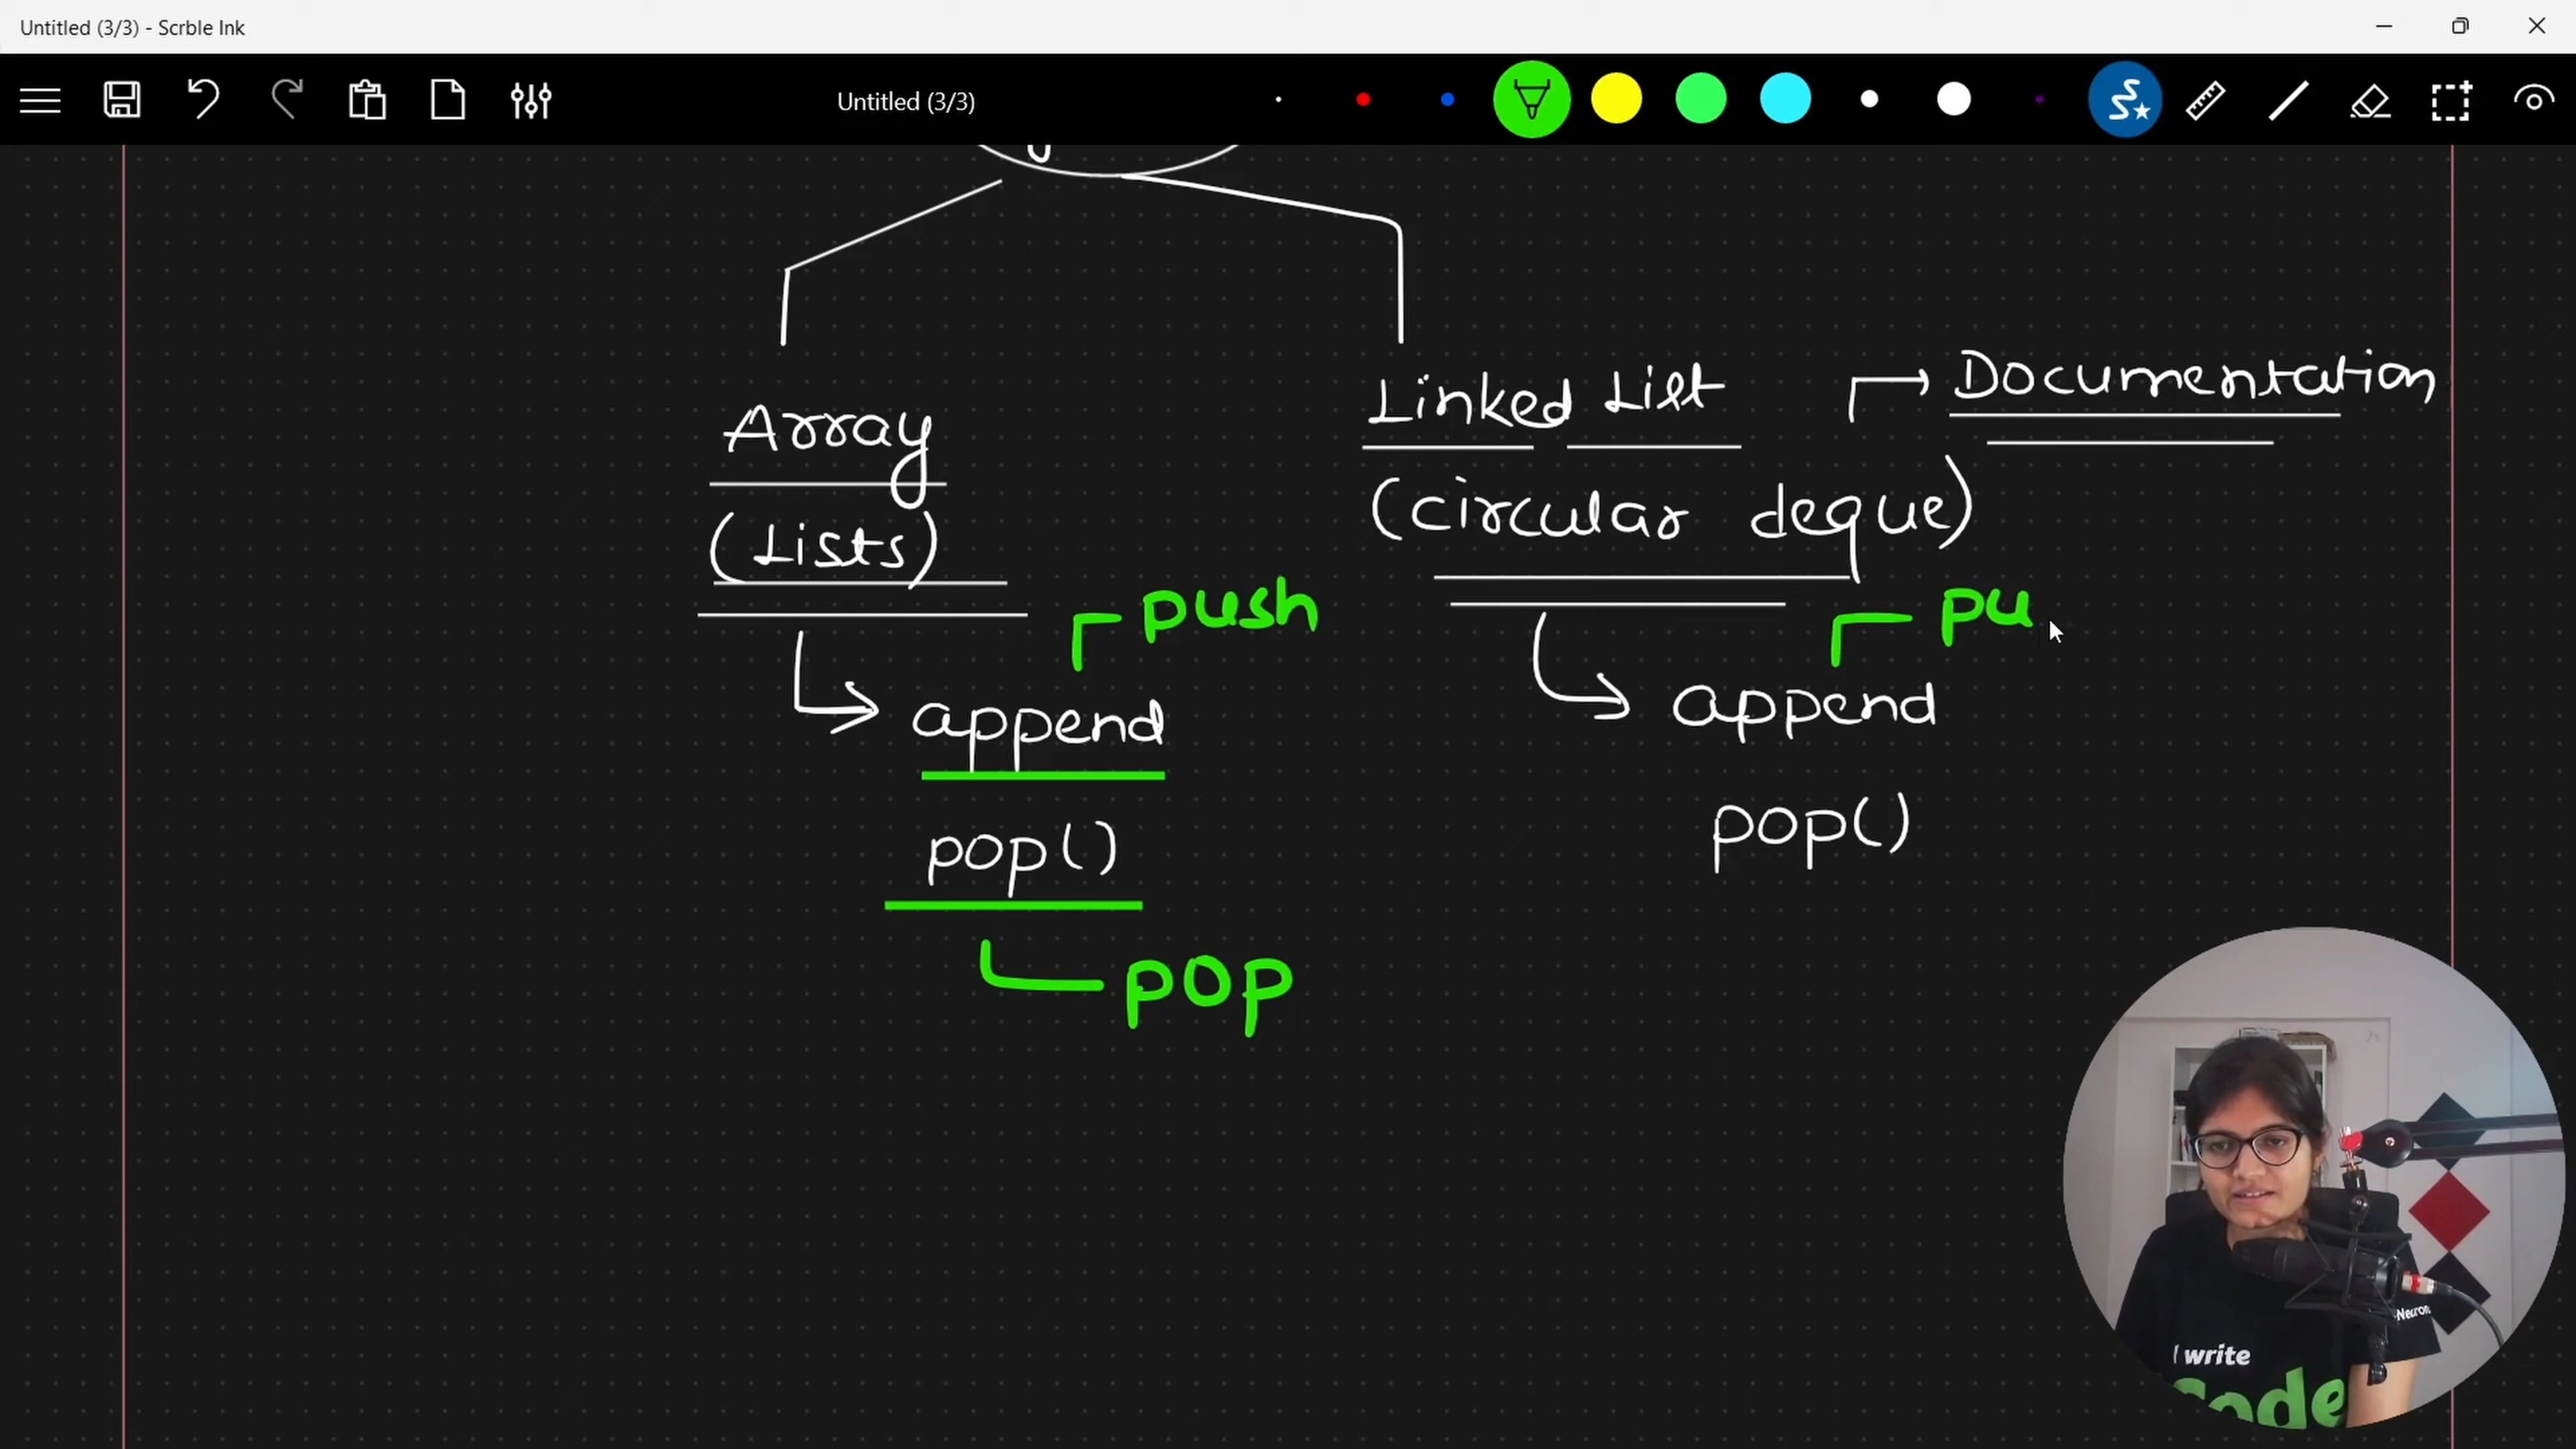 Untitled (3/3) - Scrble Ink
Untitled (3/3)
Array
(Lists)
push
append
pop()
pop
Linked List
Documentation
(circular deque)
pu
append
pop()
I write
Code